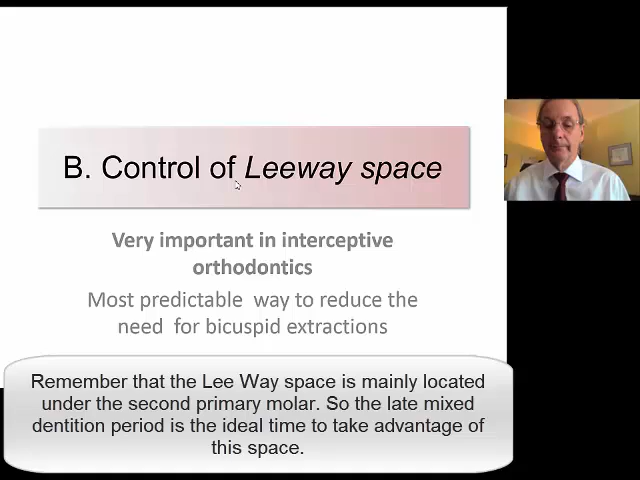 B. Control of Leeway space
Very important in interceptive
orthodontics
Most predictable way to reduce the
need for bicuspid extractions
Remember that the Lee Way space is mainly located
under the second primary molar. So the late mixed
dentition period is the ideal time to take advantage of
this space.